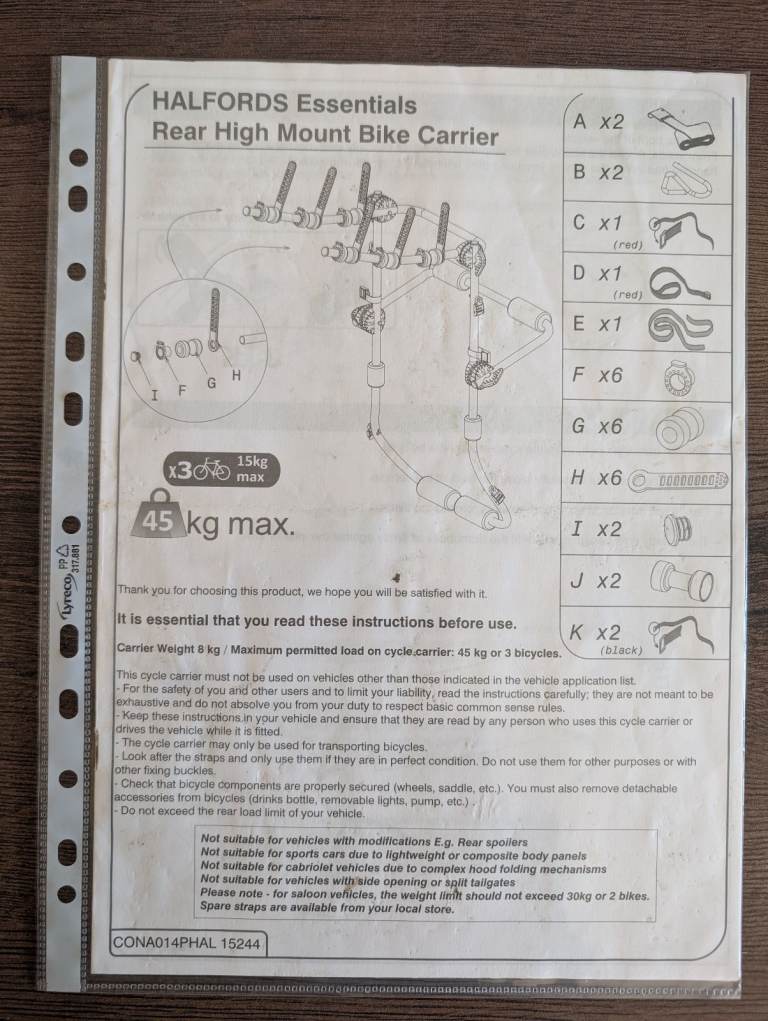 HALFORDS Essentials
Rear High Mount Bike Carrier
A x2
B x2
C x1
(red)
D x1
(red)
E x1
F x6
G x6
H x6
I x2
J x2
K x2
(black)
I
F
G
H
x3
15kg
max
45 kg max.
Lyreco
PP
317.881
Thank you for choosing this product, we hope you will be satisfied with it.
It is essential that you read these instructions before use.
Carrier Weight 8 kg / Maximum permitted load on cycle carrier: 45 kg or 3 bicycles.
This cycle carrier must not be used on vehicles other than those indicated in the vehicle application list.
- For the safety of you and other users and to limit your liability, read the instructions carefully; they are not meant to be
exhaustive and do not absolve you from your duty to respect basic common sense rules.
- Keep these instructions in your vehicle and ensure that they are read by any person who uses this cycle carrier or
drives the vehicle while it is fitted.
- The cycle carrier may only be used for transporting bicycles.
- Look after the straps and only use them if they are in perfect condition. Do not use them for other purposes or with
other fixing buckles.
- Check that bicycle components are properly secured (wheels, saddle, etc.). You must also remove detachable
accessories from bicycles (drinks bottle, removable lights, pump, etc.) .
- Do not exceed the rear load limit of your vehicle.
Not suitable for vehicles with modifications E.g. Rear spoilers
Not suitable for sports cars due to lightweight or composite body panels
Not suitable for cabriolet vehicles due to complex hood folding mechanisms
Not suitable for vehicles with side opening or split tailgates
Please note - for saloon vehicles, the weight limit should not exceed 30kg or 2 bikes.
Spare straps are available from your local store.
CONA014PHAL 15244